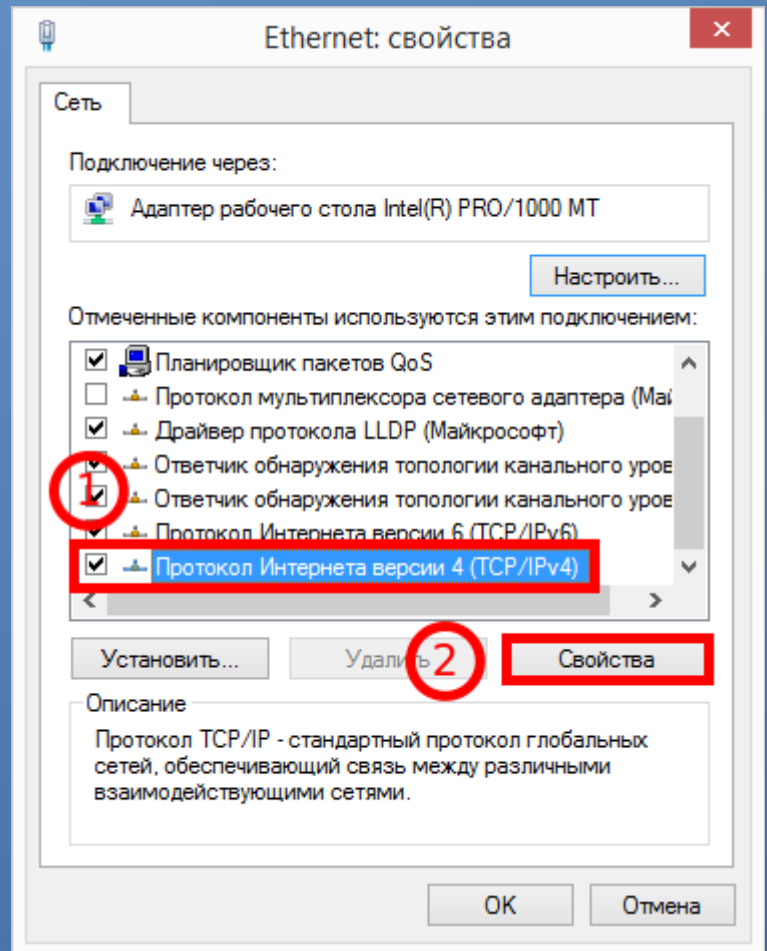 Ethernet: свойства
Сеть
Подключение через:
Адаптер рабочего стола Intel(R) PRO/1000 MT
Настроить...
Отмеченные компоненты используются этим подключением:
Планировщик пакетов QoS
Протокол мультиплексора сетевого адаптера (Май
Драйвер протокола LLDP (Майкрософт)
Ответчик обнаружения топологии канального уров
1
Ответчик обнаружения топологии канального уров
Протокол Интернета версии 6 (TCP/IPv6)
Протокол Интернета версии 4 (TCP/IPv4)
Установить...
Удалить
2
Свойства
Описание
Протокол TCP/IP - стандартный протокол глобальных
сетей, обеспечивающий связь между различными
взаимодействующими сетями.
OK
Отмена